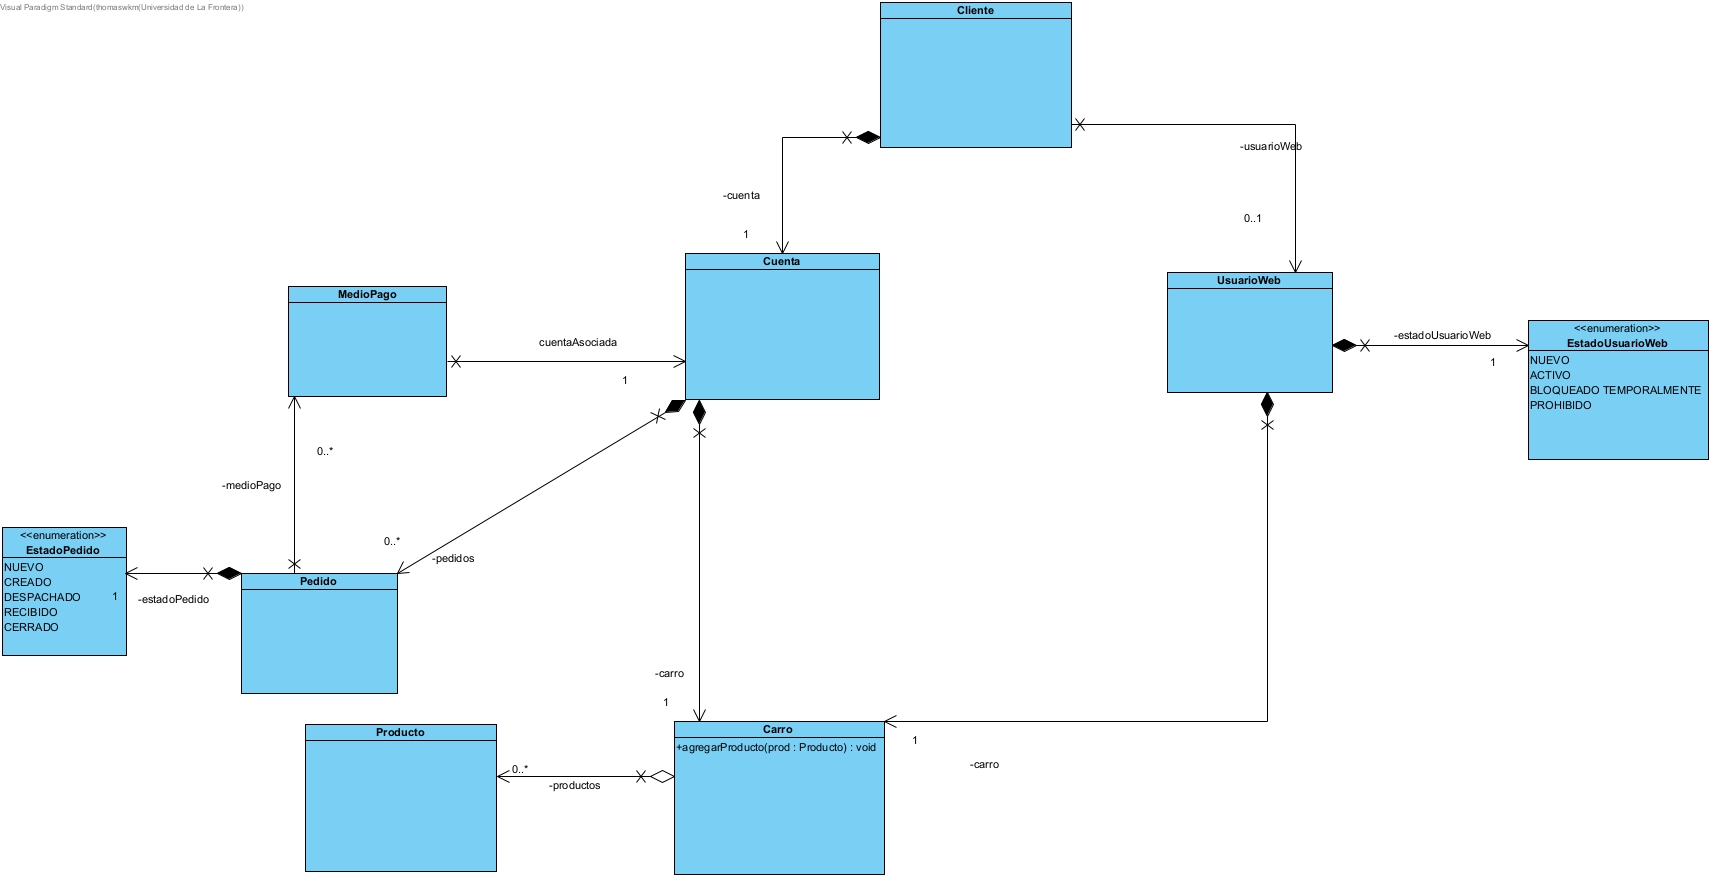 Visual Paradigm Standard(thomaswkm(Universidad de La Frontera))
Cliente
-usuarioWeb
-cuenta
0..1
1
Cuenta
UsuarioWeb
MedioPago
<<enumeration>>
EstadoUsuarioWeb
NUEVO
ACTIVO
BLOQUEADO TEMPORALMENTE
PROHIBIDO
-estadoUsuarioWeb
1
cuentaAsociada
1
0..*
-medioPago
0..*
-pedidos
<<enumeration>>
EstadoPedido
NUEVO
CREADO
DESPACHADO
RECIBIDO
CERRADO
1
-estadoPedido
Pedido
-carro
1
Producto
Carro
+agregarProducto(prod : Producto) : void
1
-carro
0..*
-productos